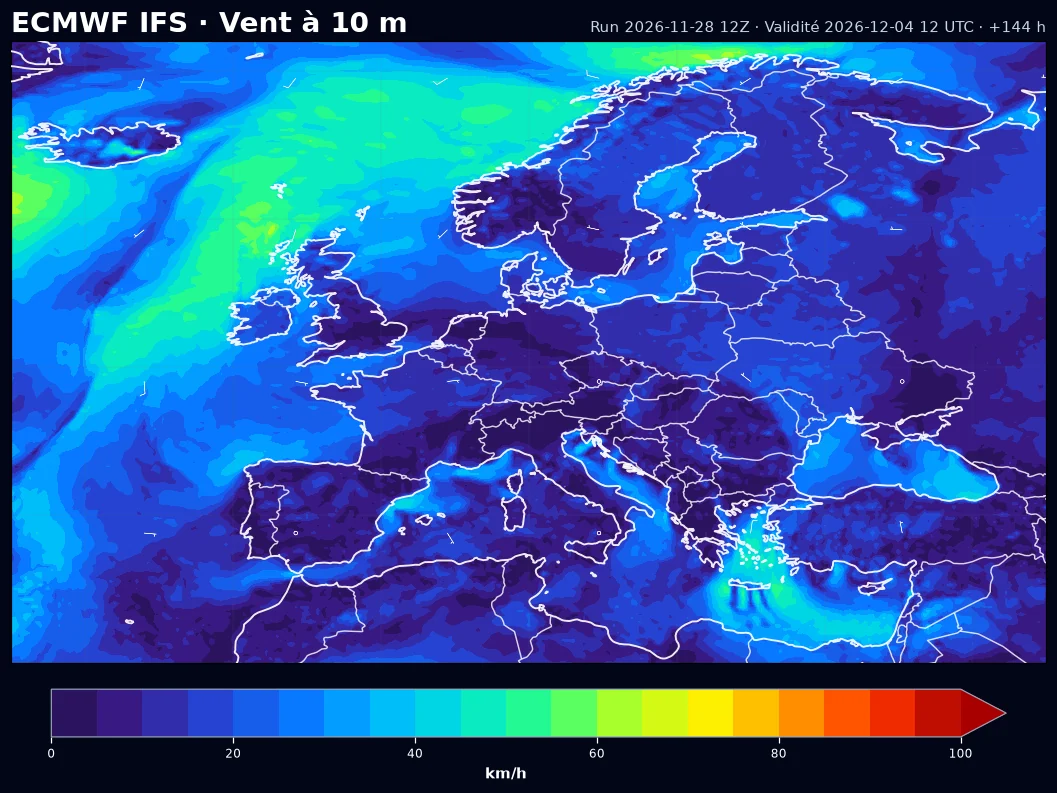 ECMWF IFS · Vent à 10 m
Run 2026-11-28 12Z · Validité 2026-12-04 12 UTC · +144 h
0 20 40 60 80 100
km/h